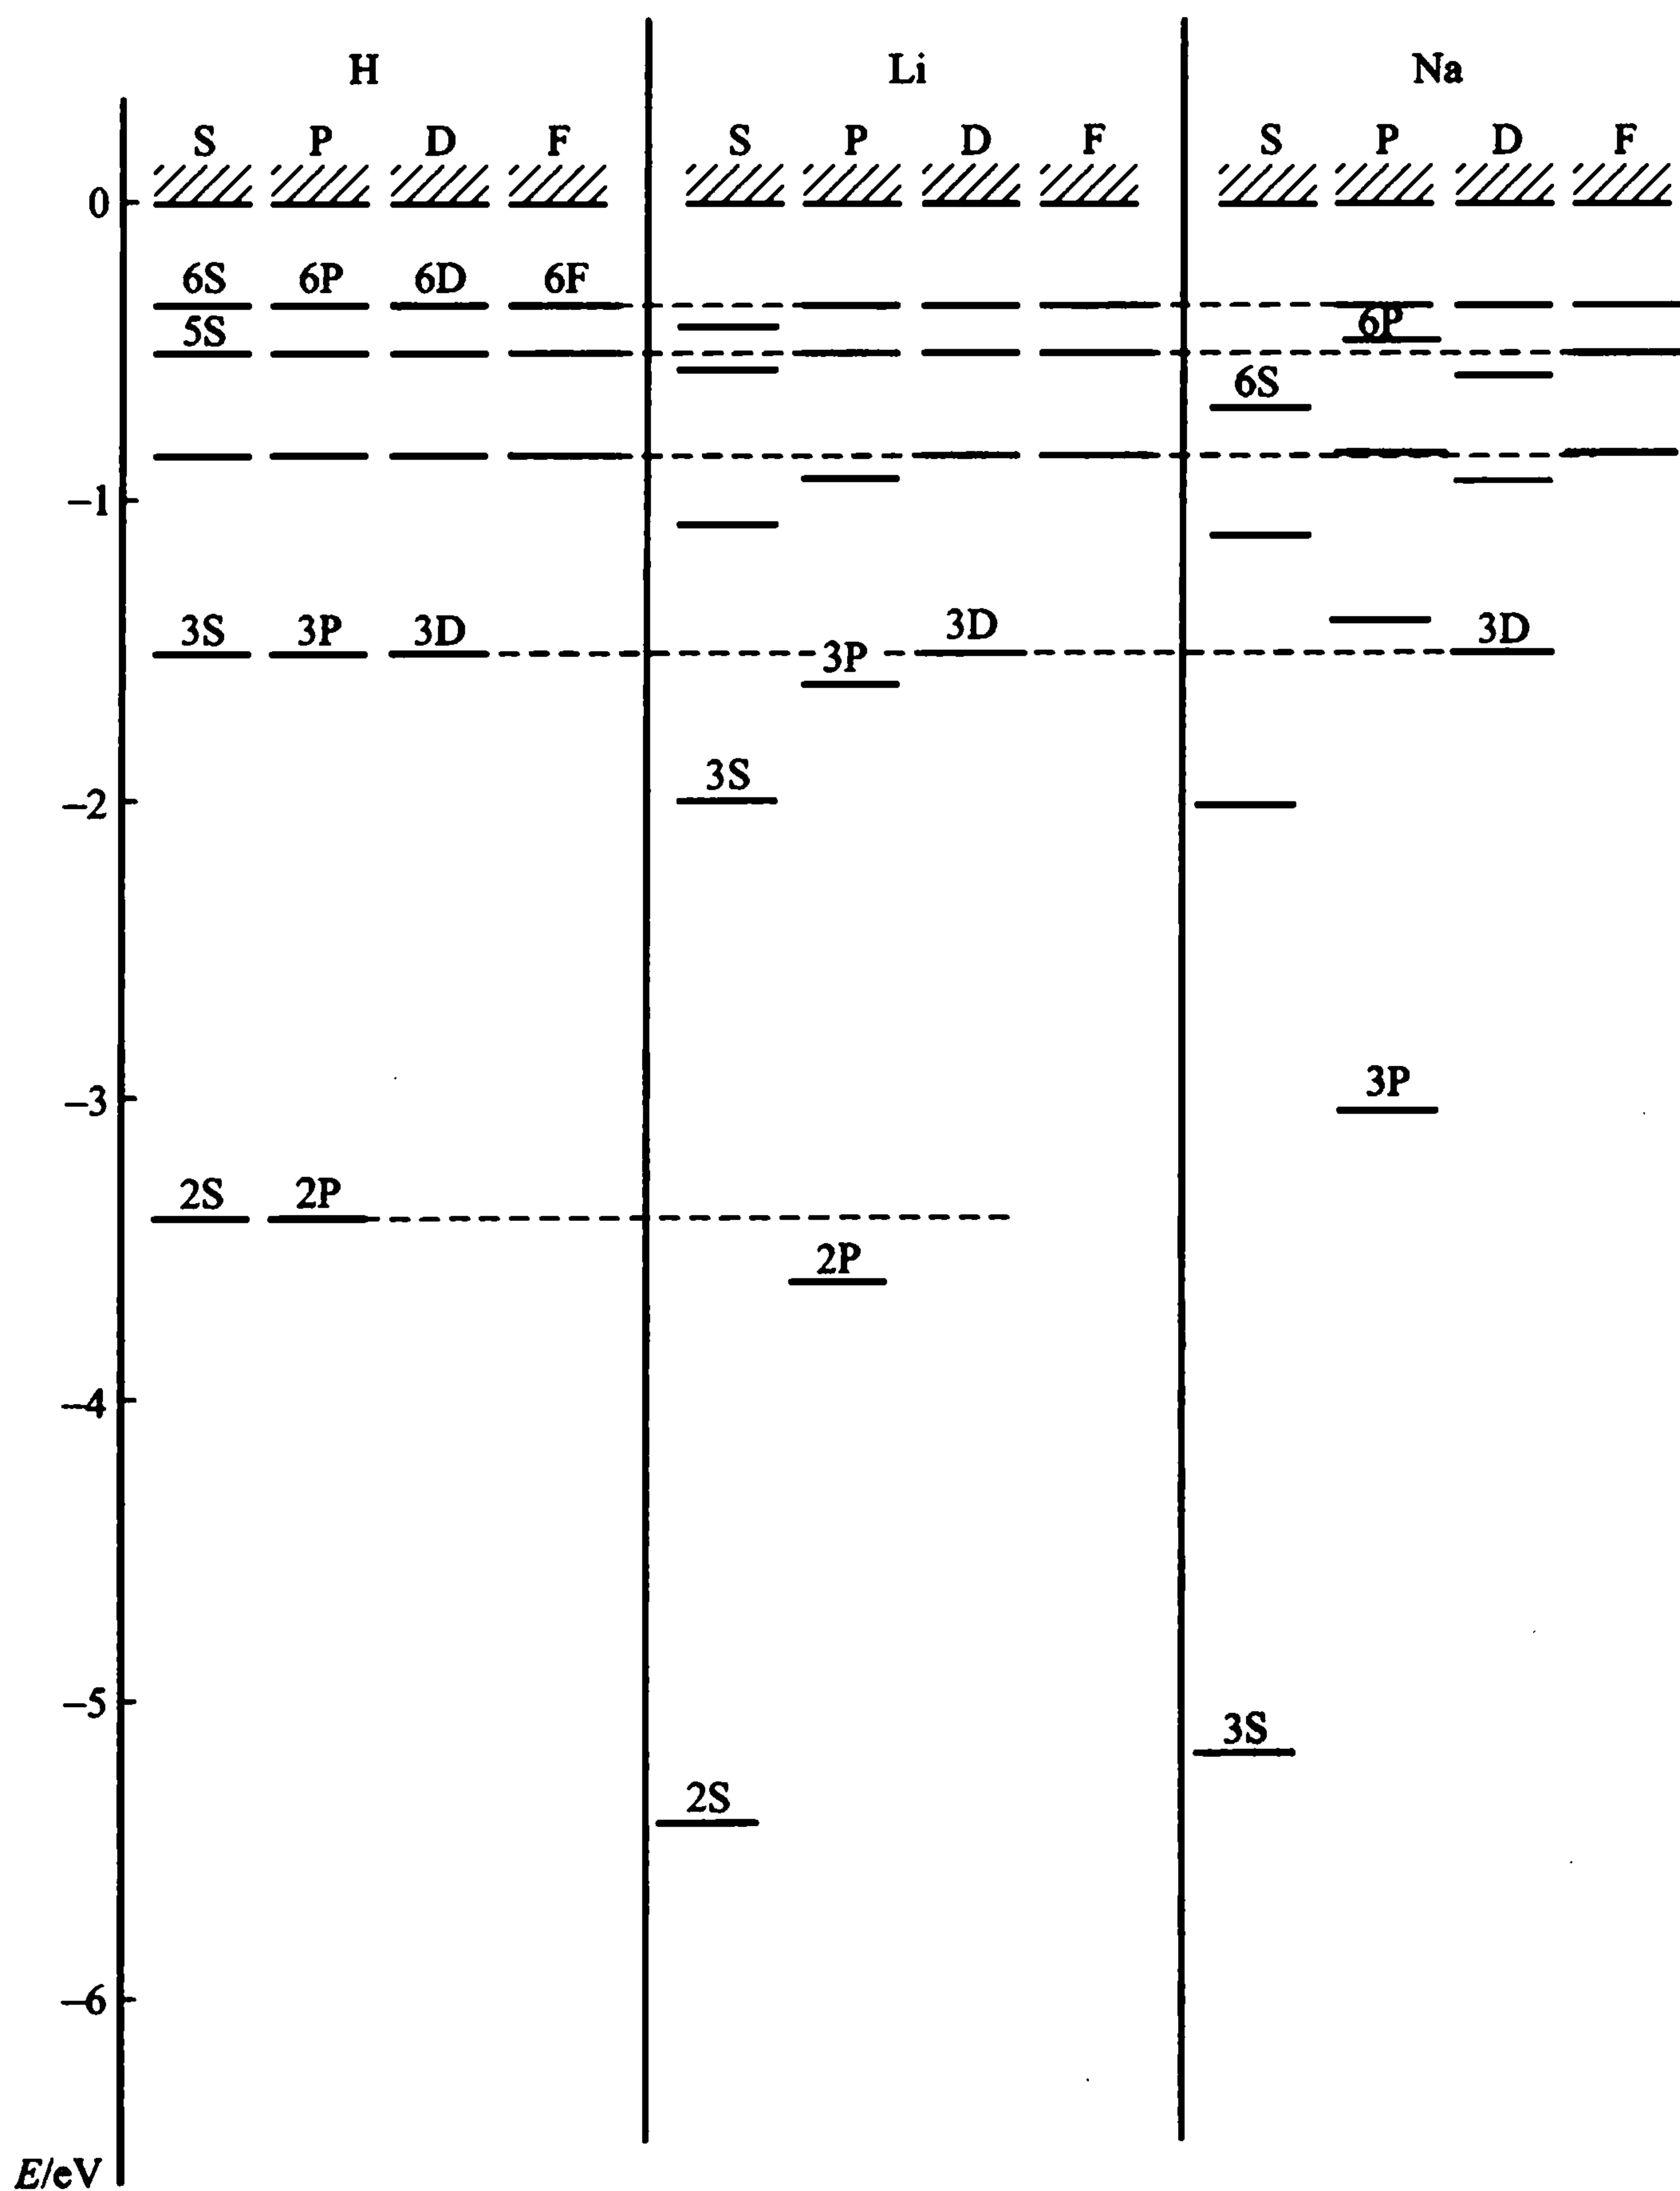 H Li Na
S P D F S P D F S P D F
0
6S 6P 6D 6F
6P
5S
6S
−1
3S 3P 3D 3P 3D 3D
3S
−2
−3
3P
2S 2P
2P
−4
−5
3S
2S
−6
E/eV